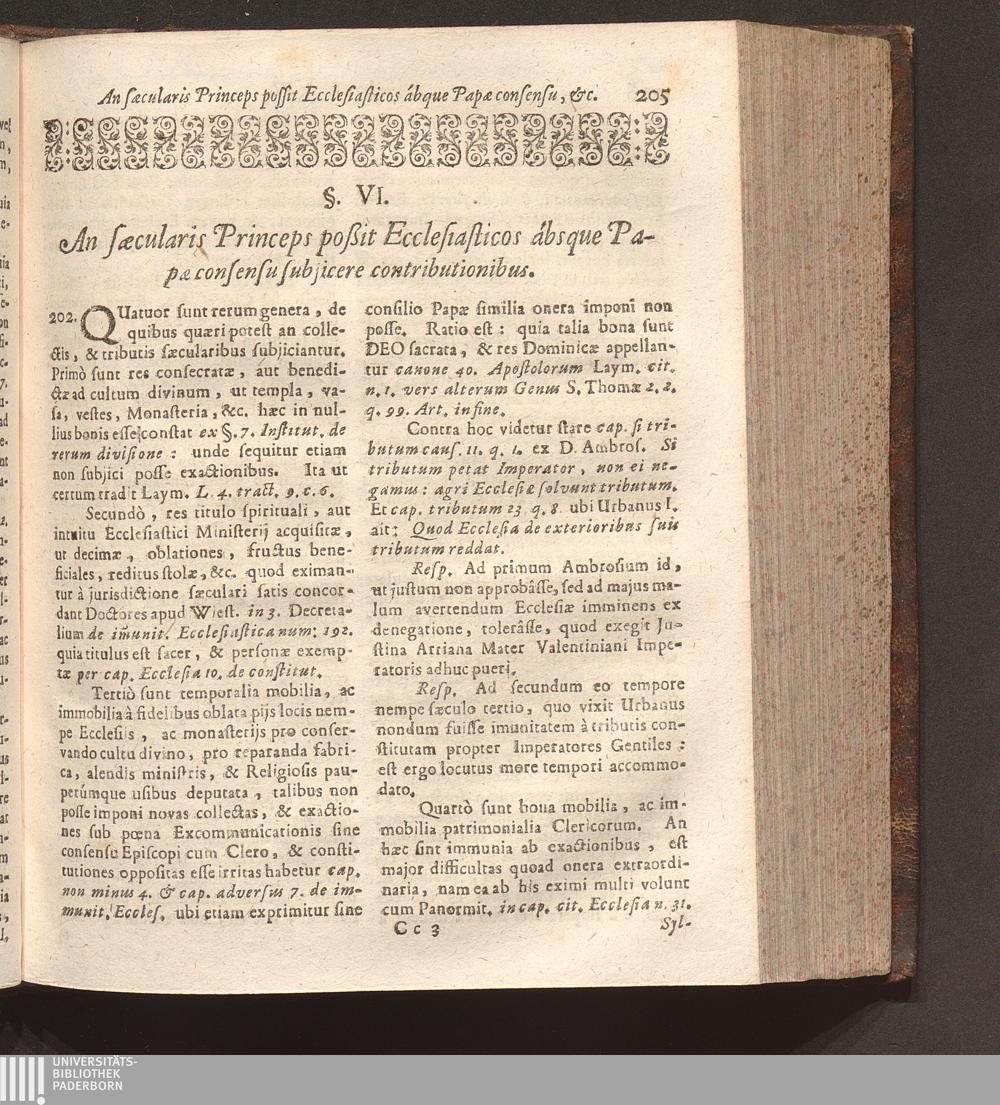 An sæcularis Princeps possit Ecclesiasticos ábque Papæ consensu, &c. 205
§. VI.
An sæcularis Princeps poßit Ecclesiasticos ábsque Pa-
pæ consensu subjicere contributionibus.
202. QUatuor sunt rerum genera, de
quibus quæri potest an colle-
ctis, & tributis sæcularibus subjiciantur.
Primò sunt res consecratæ, aut benedi-
ctæ ad cultum divinum, ut templa, va-
sa, vestes, Monasteria, &c. hæc in nul-
lius bonis esse constat ex §. 7. Institut. de
rerum divisione: unde sequitur etiam
non subjici posse exactionibus. Ita ut
certum tradit Laym. L. 4. tract. 9. c. 6.
Secundò, res titulo spirituali, aut
intuitu Ecclesiastici Ministerij acquisitæ,
ut decimæ, oblationes, fructus bene-
ficiales, reditus stolæ, &c. quod eximan-
tur à jurisdictione sæculari satis concor-
dant Doctores apud Wiest. in 3. Decreta-
lium de im̃unit. Ecclesiastica num: 192.
quia titulus est sacer, & personæ exemp-
tæ per cap. Ecclesia 10. de constitut.
Tertiò sunt temporalia mobilia, ac
immobilia à fidelibus oblata pijs locis nem-
pe Ecclesiis, ac monasterijs pro conser-
vando cultu divino, pro reparanda fabri-
ca, alendis ministris, & Religiosis pau-
perúmque usibus deputata, talibus non
posse imponi novas collectas, & exactio-
nes sub pœna Excommunicationis sine
consensu Episcopi cum Clero, & consti-
tutiones oppositas esse irritas habetur cap.
non minus 4. & cap. adversus 7. de im-
munit. Eccles. ubi etiam exprimitur sine
consilio Papæ similia onera imponi non
posse. Ratio est: quia talia bona sunt
DEO sacrata, & res Dominicæ appellan-
tur canone 40. Apostolorum Laym. cit.
n. 1. vers alterum Genus S. Thomæ 2. 2.
q. 99. Art. in fine.
Contra hoc videtur stare cap. si tri-
butum caus. 11. q. 1. ex D. Ambros. Si
tributum petat Imperator, non ei ne-
gamus: agri Ecclesiæ solvunt tributum.
Et cap. tributum 23 q. 8. ubi Urbanus I.
ait: Quod Ecclesia de exterioribus suis
tributum reddat.
Resp. Ad primum Ambrosium id,
ut justum non approbâsse, sed ad majus ma-
lum avertendum Ecclesiæ imminens ex
denegatione, tolerâsse, quod exegit Ju-
stina Arriana Mater Valentiniani Impe-
ratoris adhuc pueri.
Resp. Ad secundum eo tempore
nempe sæculo tertio, quo vixit Urbanus
nondum fuisse imunitatem à tributis con-
stitutam propter Imperatores Gentiles:
est ergo locutus more tempori accommo-
dato.
Quartò sunt bona mobilia, ac im-
mobilia patrimonialia Clericorum. An
hæc sint immunia ab exactionibus, est
major difficultas quoad onera extraordi-
naria, nam ea ab his eximi multi volunt
cum Panormit. in cap. cit. Ecclesia n. 31.
Cc 3 Syl-
UNIVERSITÄTS-
BIBLIOTHEK
PADERBORN